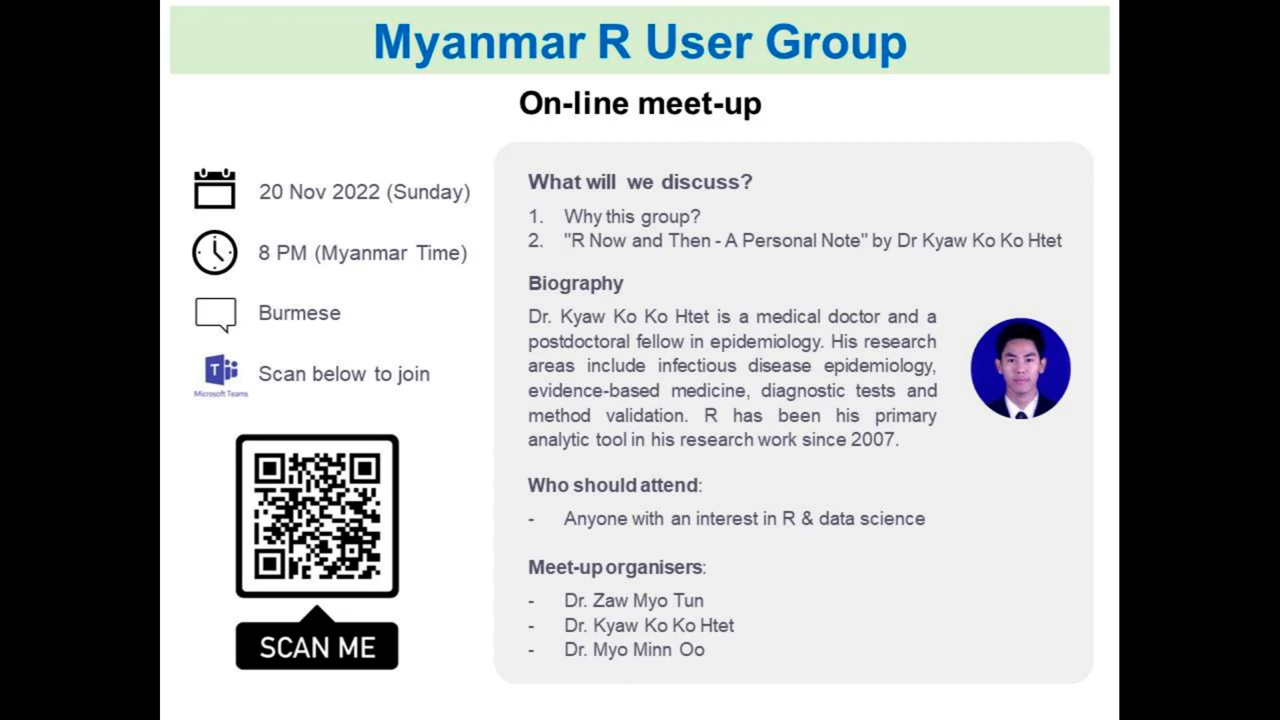 Myanmar R User Group
On-line meet-up
20 Nov 2022 (Sunday)
8 PM (Myanmar Time)
Burmese
T
Microsoft Teams
Scan below to join
SCAN ME
What will we discuss?
1. Why this group?
2. "R Now and Then - A Personal Note" by Dr Kyaw Ko Ko Htet
Biography
Dr. Kyaw Ko Ko Htet is a medical doctor and a
postdoctoral fellow in epidemiology. His research
areas include infectious disease epidemiology,
evidence-based medicine, diagnostic tests and
method validation. R has been his primary
analytic tool in his research work since 2007.
Who should attend:
- Anyone with an interest in R & data science
Meet-up organisers:
- Dr. Zaw Myo Tun
- Dr. Kyaw Ko Ko Htet
- Dr. Myo Minn Oo